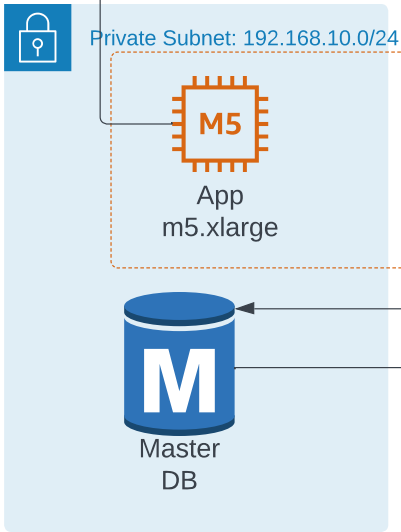 Private Subnet: 192.168.10.0/24
M5
App
m5.xlarge
M
Master
DB